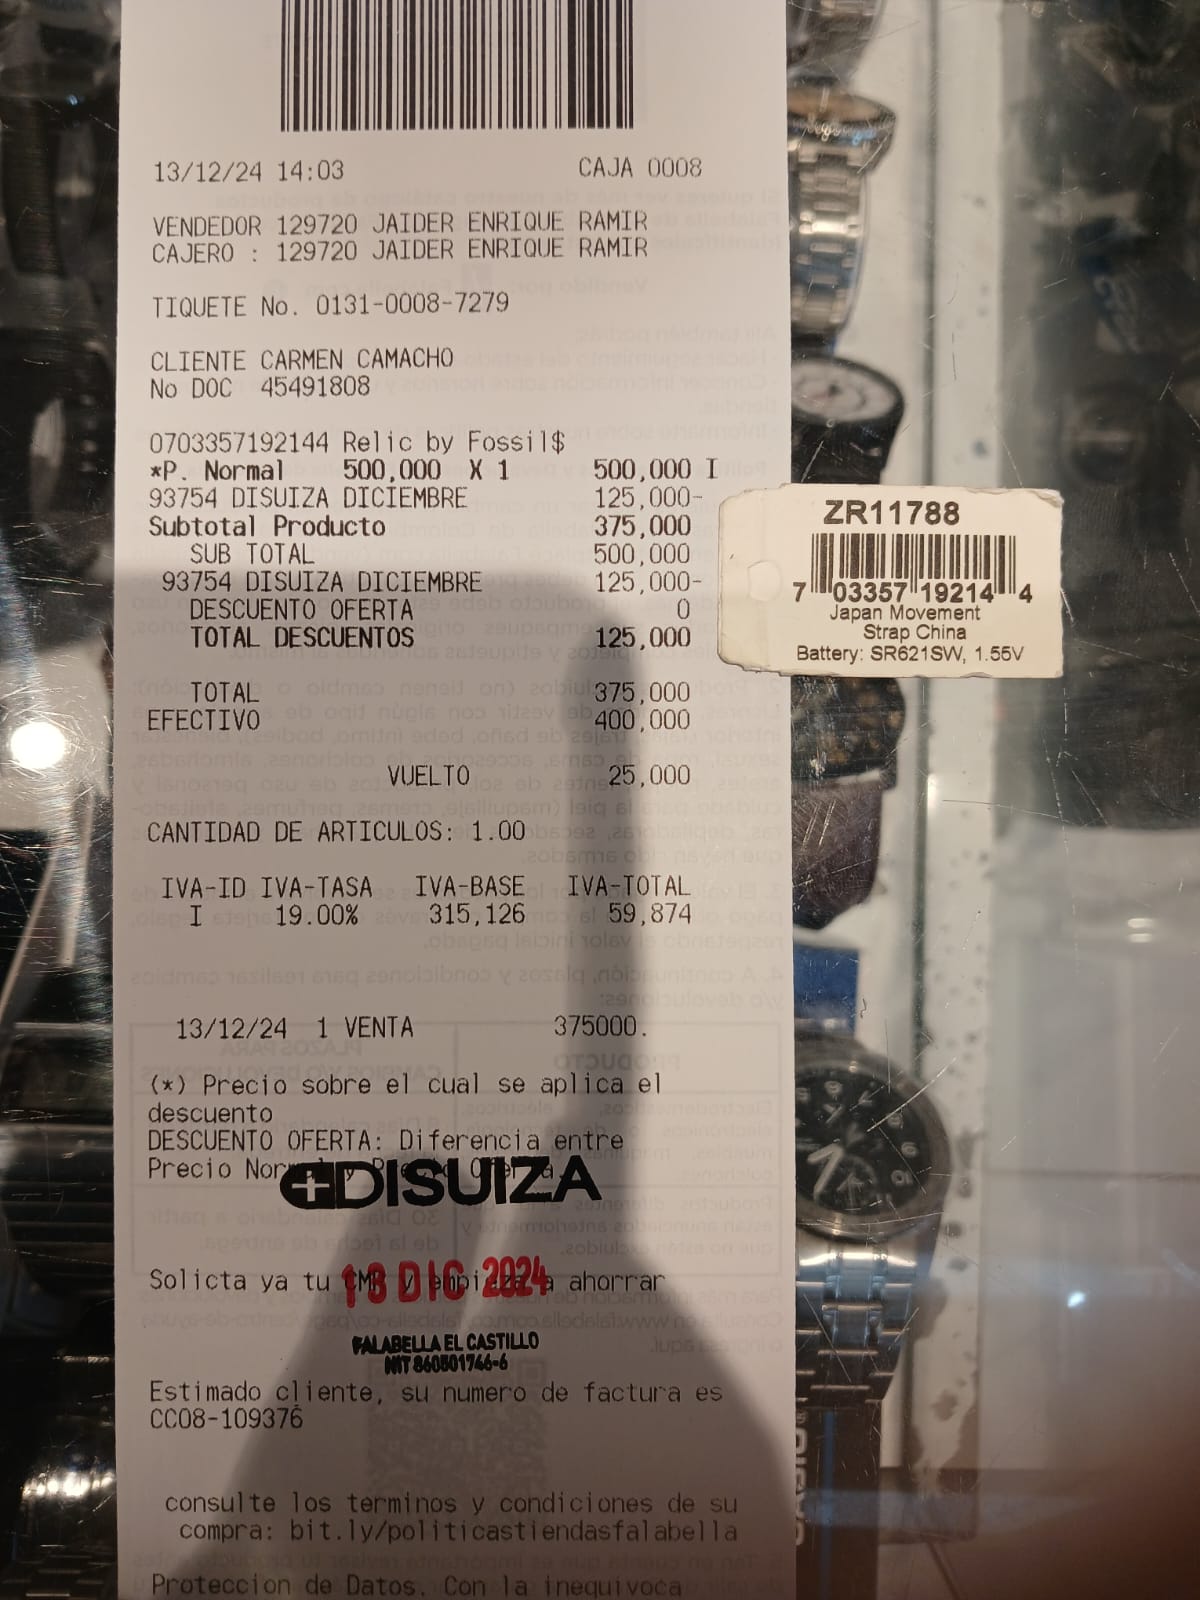 13/12/24 14:03 CAJA 0008
VENDEDOR 129720 JAIDER ENRIQUE RAMIR
CAJERO : 129720 JAIDER ENRIQUE RAMIR
TIQUETE No. 0131-0008-7279
CLIENTE CARMEN CAMACHO
No DOC 45491808
0703357192144 Relic by Fossil$
*P. Normal 500,000 X 1 500,000 I
93754 DISUIZA DICIEMBRE 125,000-
Subtotal Producto 375,000
SUB TOTAL 500,000
93754 DISUIZA DICIEMBRE 125,000-
DESCUENTO OFERTA 0
TOTAL DESCUENTOS 125,000
TOTAL 375,000
EFECTIVO 400,000
VUELTO 25,000
CANTIDAD DE ARTICULOS: 1.00
IVA-ID IVA-TASA IVA-BASE IVA-TOTAL
I 19.00% 315,126 59,874
13/12/24 1 VENTA 375000.
(*) Precio sobre el cual se aplica el
descuento
DESCUENTO OFERTA: Diferencia entre
Precio Normal y Precio Oferta.
DISUIZA
Solicta ya tu CMR y empieza a ahorrar
13 DIC 2024
FALABELLA EL CASTILLO
NIT 860501746-6
Estimado cliente, su numero de factura es
CC08-109376
consulte los terminos y condiciones de su
compra: bit.ly/politicastiendasfalabella
Proteccion de Datos. Con la inequivoca
ZR11788
7 03357 19214 4
Japan Movement
Strap China
Battery: SR621SW, 1.55V
CASIO